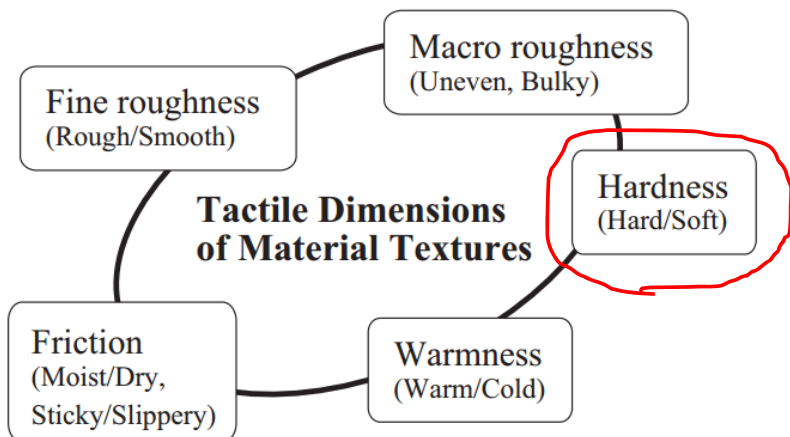 Macro roughness
(Uneven, Bulky)
Fine roughness
(Rough/Smooth)
Hardness
(Hard/Soft)
Tactile Dimensions
of Material Textures
Friction
(Moist/Dry,
Sticky/Slippery)
Warmness
(Warm/Cold)